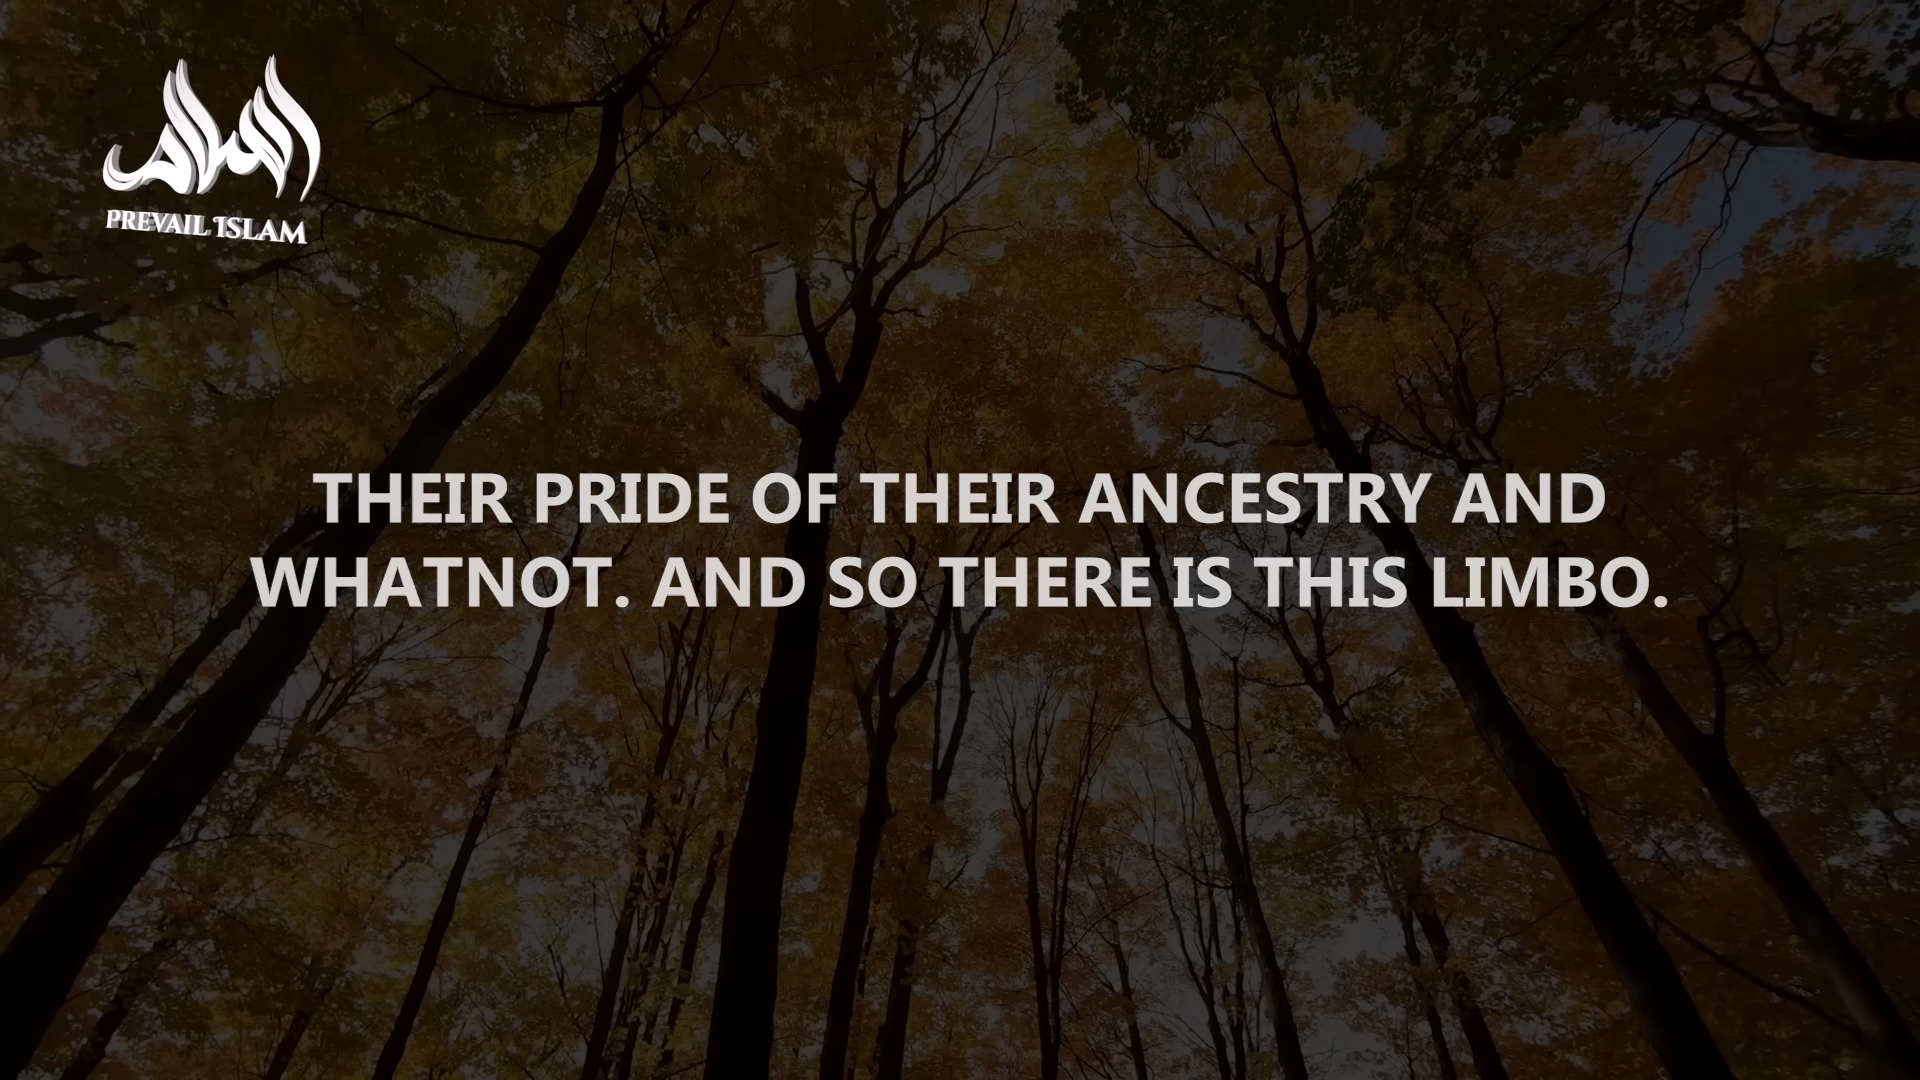 PREVAIL ISLAM
THEIR PRIDE OF THEIR ANCESTRY AND
WHATNOT. AND SO THERE IS THIS LIMBO.